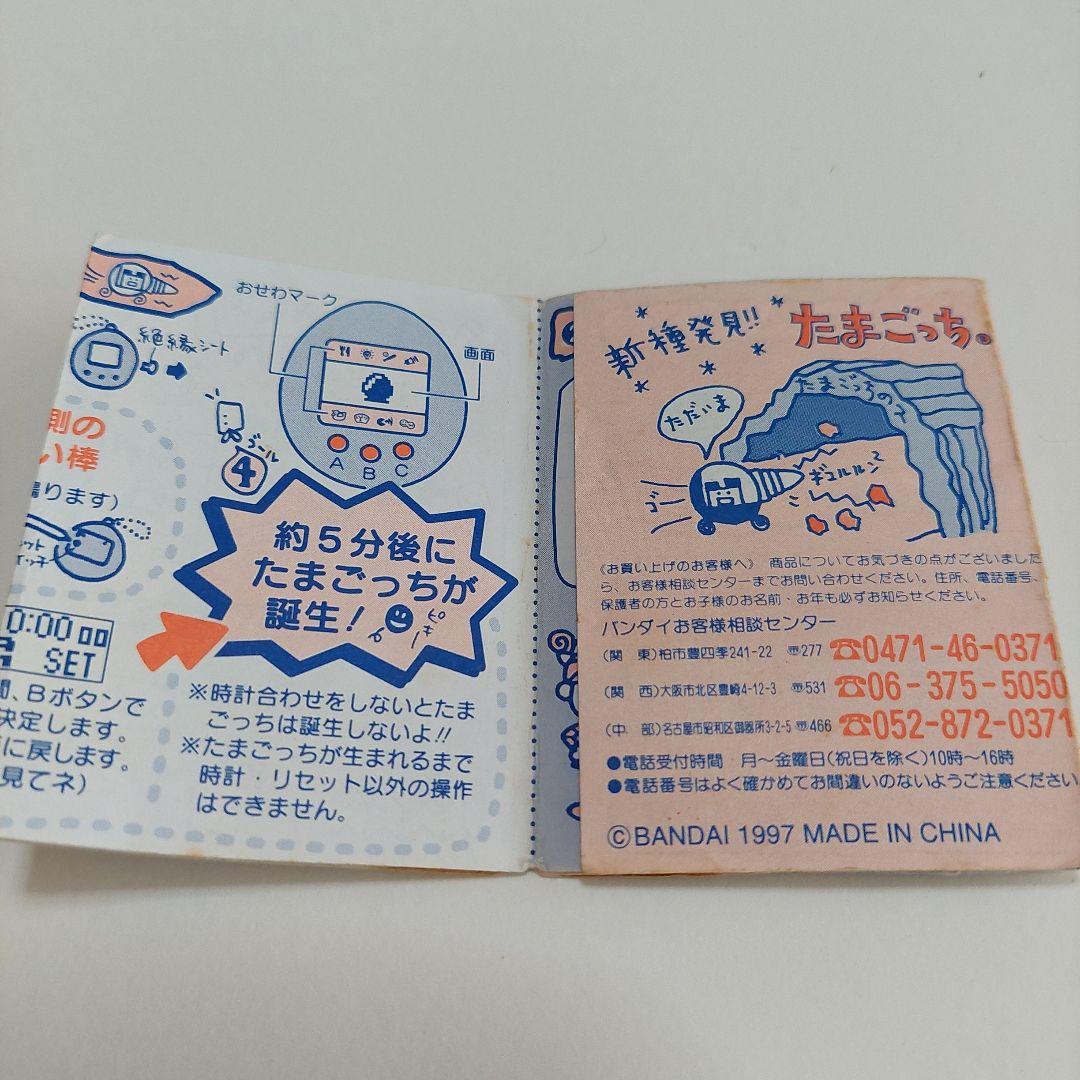 おせわマーク
画面
絶縁シート
則の
い棒
ります)
ゴール
4
A B C
約5分後に
たまごっちが
誕生!
ピキー
0:00
SET
、Bボタンで
決定します。
に戻します。
見てネ)
※時計合わせをしないとたま
ごっちは誕生しないよ!!
※たまごっちが生まれるまで
時計・リセット以外の操作
はできません。
新種発見!!
たまごっち
ただいま
ギュルルン
ゴー
《お買い上げのお客様へ》 商品についてお気づきの点がございました
ら、お客様相談センターまでお問い合わせください。住所、電話番号、
保護者の方とお子様のお名前・お年も必ずお知らせください。
バンダイお客様相談センター
(関 東)柏市豊四季241-22 〠277 ☎0471-46-0371
(関 西)大阪市北区豊崎4-12-3 〠531 ☎06-375-5050
(中 部)名古屋市昭和区御器所3-2-5 〠466 ☎052-872-0371
●電話受付時間 月〜金曜日(祝日を除く)10時〜16時
●電話番号はよく確かめてお間違いのないようご注意ください
©BANDAI 1997 MADE IN CHINA